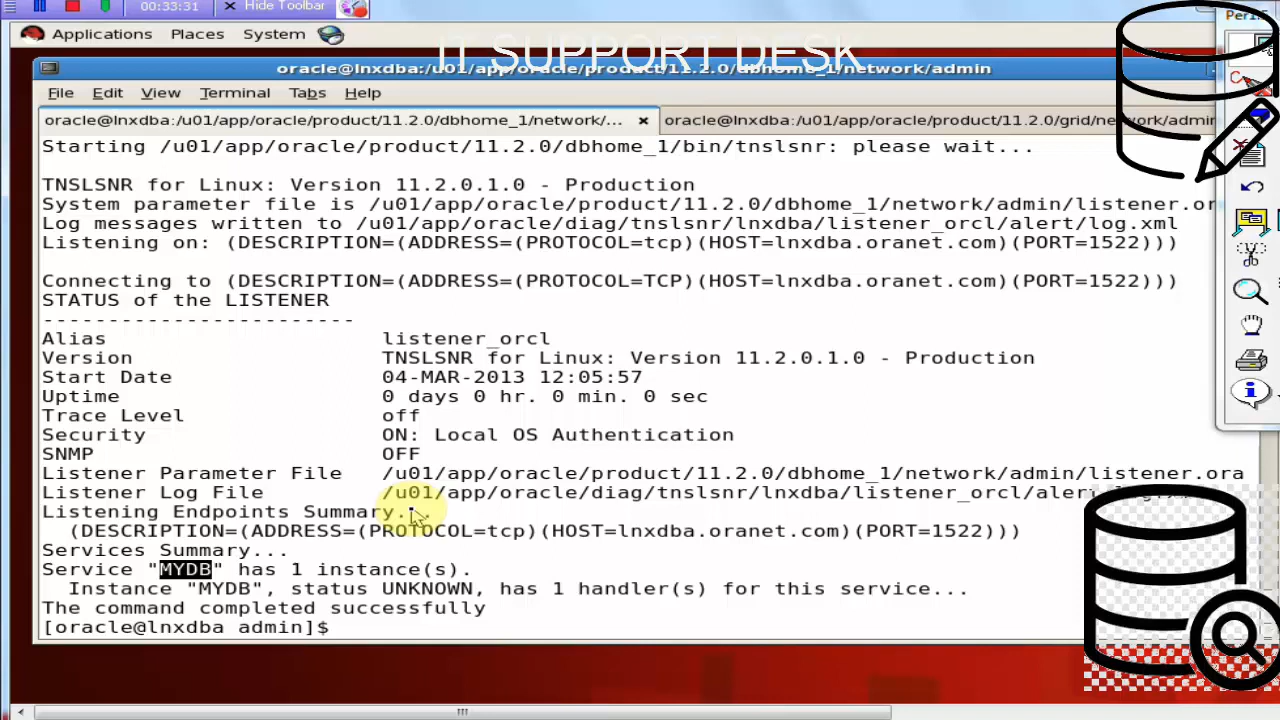 00:33:31 Hide Toolbar
Applications Places System
IT SUPPORT DESK
oracle@lnxdba:/u01/app/oracle/product/11.2.0/dbhome_1/network/admin
File Edit View Terminal Tabs Help
oracle@lnxdba:/u01/app/oracle/product/11.2.0/dbhome_1/network/... oracle@lnxdba:/u01/app/oracle/product/11.2.0/grid/network/admin
Starting /u01/app/oracle/product/11.2.0/dbhome_1/bin/tnslsnr: please wait...
TNSLSNR for Linux: Version 11.2.0.1.0 - Production
System parameter file is /u01/app/oracle/product/11.2.0/dbhome_1/network/admin/listener.or
Log messages written to /u01/app/oracle/diag/tnslsnr/lnxdba/listener_orcl/alert/log.xml
Listening on: (DESCRIPTION=(ADDRESS=(PROTOCOL=tcp)(HOST=lnxdba.oranet.com)(PORT=1522)))
Connecting to (DESCRIPTION=(ADDRESS=(PROTOCOL=TCP)(HOST=lnxdba.oranet.com)(PORT=1522)))
STATUS of the LISTENER
------------------------
Alias listener_orcl
Version TNSLSNR for Linux: Version 11.2.0.1.0 - Production
Start Date 04-MAR-2013 12:05:57
Uptime 0 days 0 hr. 0 min. 0 sec
Trace Level off
Security ON: Local OS Authentication
SNMP OFF
Listener Parameter File /u01/app/oracle/product/11.2.0/dbhome_1/network/admin/listener.ora
Listener Log File /u01/app/oracle/diag/tnslsnr/lnxdba/listener_orcl/aler
Listening Endpoints Summary...
(DESCRIPTION=(ADDRESS=(PROTOCOL=tcp)(HOST=lnxdba.oranet.com)(PORT=1522)))
Services Summary...
Service "MYDB" has 1 instance(s).
Instance "MYDB", status UNKNOWN, has 1 handler(s) for this service...
The command completed successfully
[oracle@lnxdba admin]$